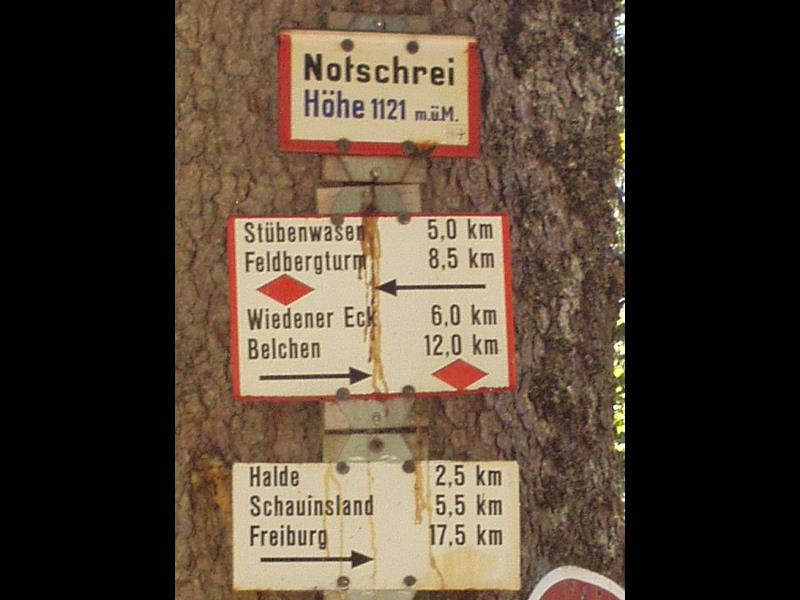 Notschrei
Höhe 1121 m.ü.M.
Stübenwasen 5,0 km
Feldbergturm 8,5 km
Wiedener Eck 6,0 km
Belchen 12,0 km
Halde 2,5 km
Schauinsland 5,5 km
Freiburg 17,5 km